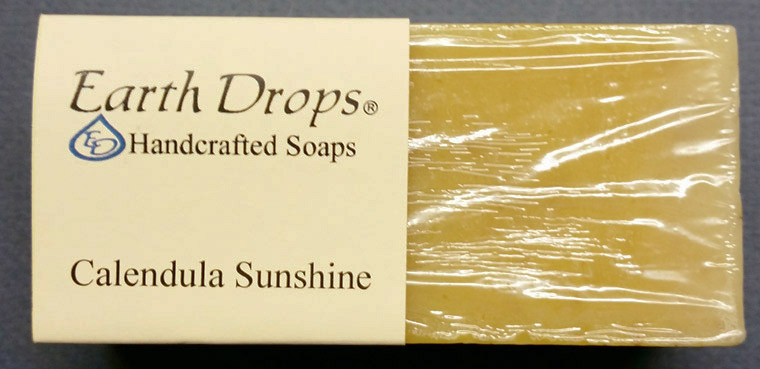 Earth Drops®
ED Handcrafted Soaps
Calendula Sunshine